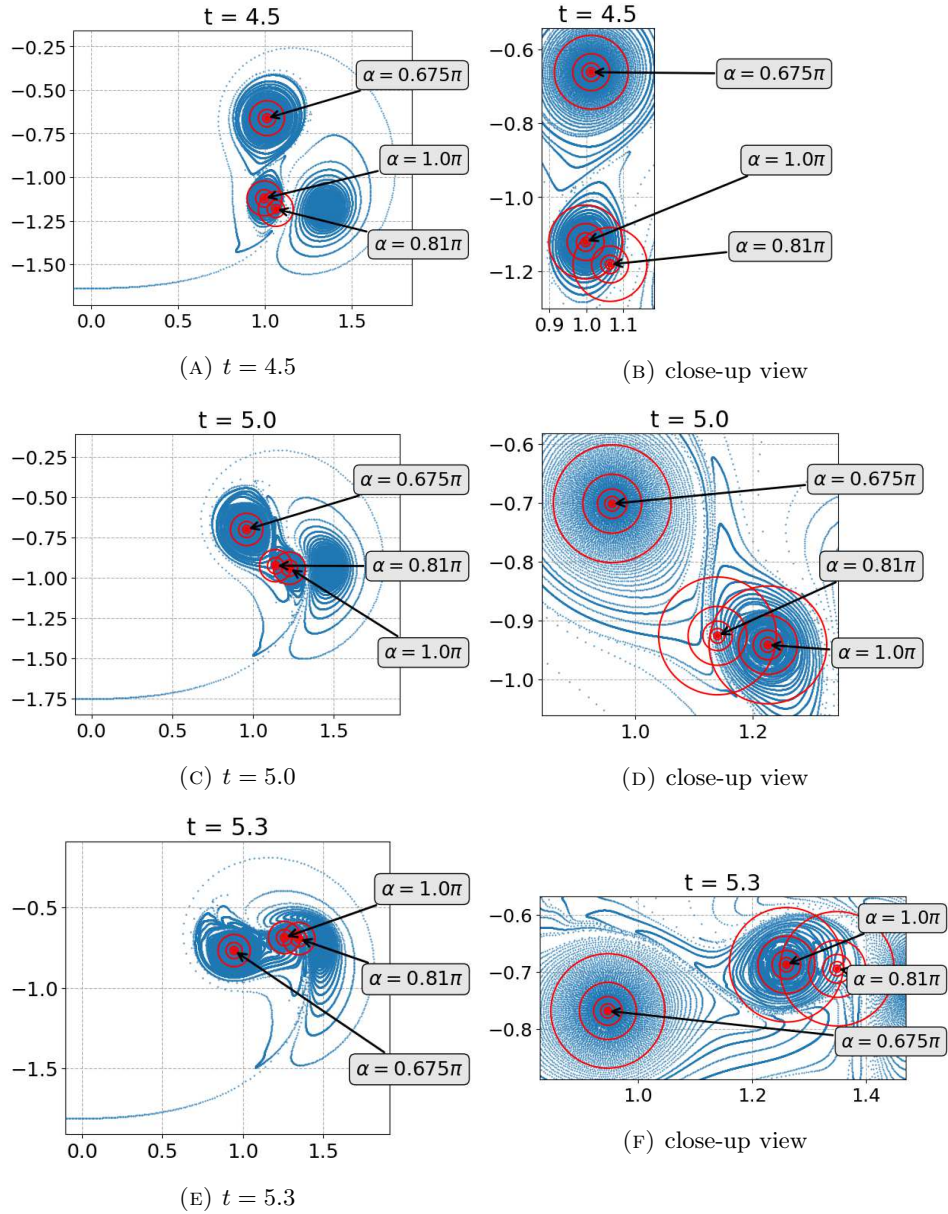 t = 4.5
−0.25
−0.50
−0.75
−1.00
−1.25
−1.50
0.0 0.5 1.0 1.5
α = 0.675π
α = 1.0π
α = 0.81π
(A) t = 4.5
t = 4.5
−0.6
−0.8
−1.0
−1.2
0.9 1.0 1.1
α = 0.675π
α = 1.0π
α = 0.81π
(B) close-up view
t = 5.0
−0.25
−0.50
−0.75
−1.00
−1.25
−1.50
−1.75
0.0 0.5 1.0 1.5
α = 0.675π
α = 0.81π
α = 1.0π
(C) t = 5.0
t = 5.0
−0.6
−0.7
−0.8
−0.9
−1.0
1.0 1.2
α = 0.675π
α = 0.81π
α = 1.0π
(D) close-up view
t = 5.3
−0.5
−1.0
−1.5
0.0 0.5 1.0 1.5
α = 1.0π
α = 0.81π
α = 0.675π
(E) t = 5.3
t = 5.3
−0.6
−0.7
−0.8
1.0 1.2 1.4
α = 1.0π
α = 0.81π
α = 0.675π
(F) close-up view